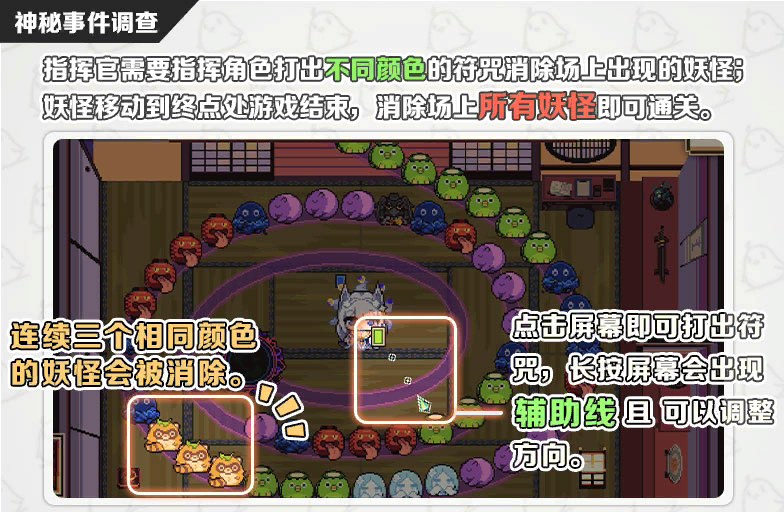 神秘事件调查
指挥官需要指挥角色打出不同颜色的符咒消除场上出现的妖怪;
妖怪移动到终点处游戏结束，消除场上所有妖怪即可通关。
连续三个相同颜色
的妖怪会被消除。
点击屏幕即可打出符
咒，长按屏幕会出现
辅助线 且 可以调整
方向。